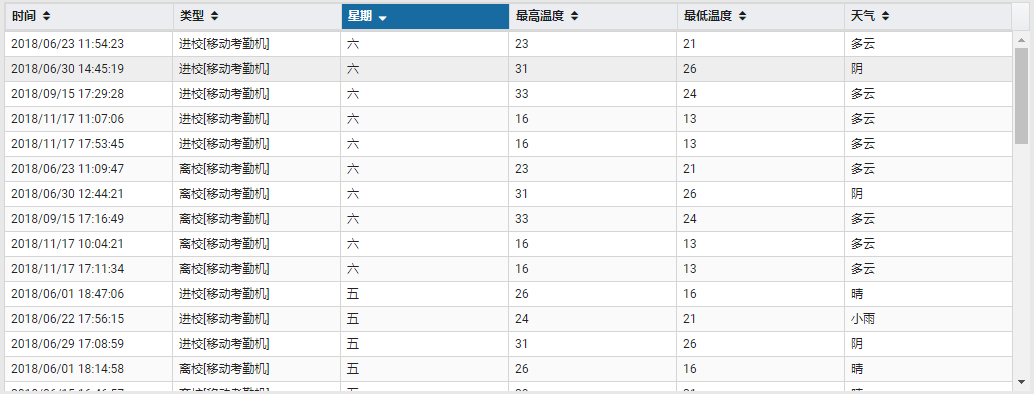 时间 类型 星期 最高温度 最低温度 天气
2018/06/23 11:54:23 进校[移动考勤机] 六 23 21 多云
2018/06/30 14:45:19 进校[移动考勤机] 六 31 26 阴
2018/09/15 17:29:28 进校[移动考勤机] 六 33 24 多云
2018/11/17 11:07:06 进校[移动考勤机] 六 16 13 多云
2018/11/17 17:53:45 进校[移动考勤机] 六 16 13 多云
2018/06/23 11:09:47 离校[移动考勤机] 六 23 21 多云
2018/06/30 12:44:21 离校[移动考勤机] 六 31 26 阴
2018/09/15 17:16:49 离校[移动考勤机] 六 33 24 多云
2018/11/17 10:04:21 离校[移动考勤机] 六 16 13 多云
2018/11/17 17:11:34 离校[移动考勤机] 六 16 13 多云
2018/06/01 18:47:06 进校[移动考勤机] 五 26 16 晴
2018/06/22 17:56:15 进校[移动考勤机] 五 24 21 小雨
2018/06/29 17:08:59 进校[移动考勤机] 五 31 26 阴
2018/06/01 18:14:58 离校[移动考勤机] 五 26 16 晴